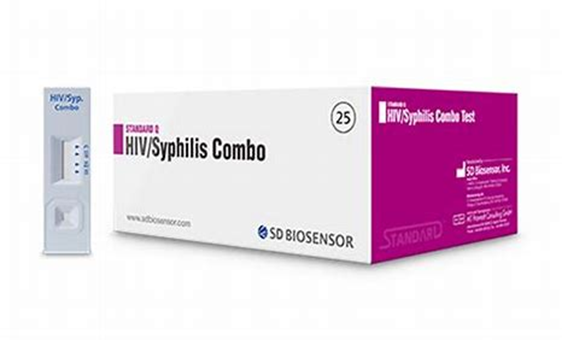 HIV/Syp.
Combo
STANDARD Q
HIV/Syphilis Combo
25
www.sdbiosensor.com
SD BIOSENSOR
STANDARD Q
HIV/Syphilis Combo Test
SD Biosensor, Inc.
STANDARD